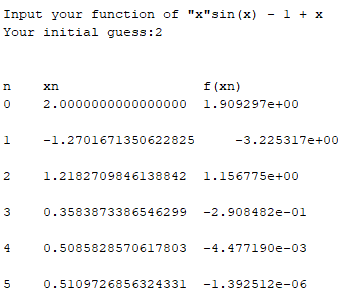 Input your function of "x"sin(x) - 1 + x
Your initial guess:2
n xn f(xn)
0 2.0000000000000000 1.909297e+00
1 -1.2701671350622825 -3.225317e+00
2 1.2182709846138842 1.156775e+00
3 0.3583873386546299 -2.908482e-01
4 0.5085828570617803 -4.477190e-03
5 0.5109726856324331 -1.392512e-06